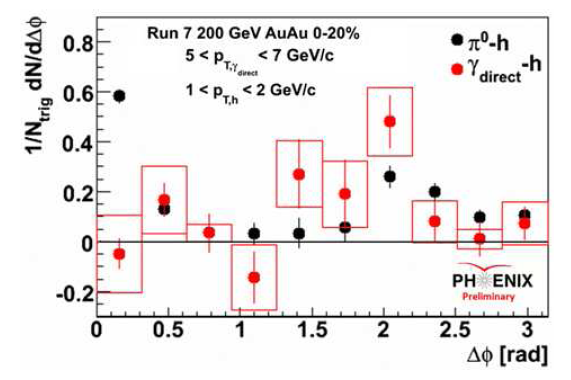 Run 7 200 GeV AuAu 0-20%
5 < pT,γdirect < 7 GeV/c
1 < pT,h < 2 GeV/c
π0-h
γdirect-h
1/Ntrig dN/dΔφ
0.8
0.6
0.4
0.2
0
-0.2
PHENIX
Preliminary
0 0.5 1 1.5 2 2.5 3
Δφ [rad]